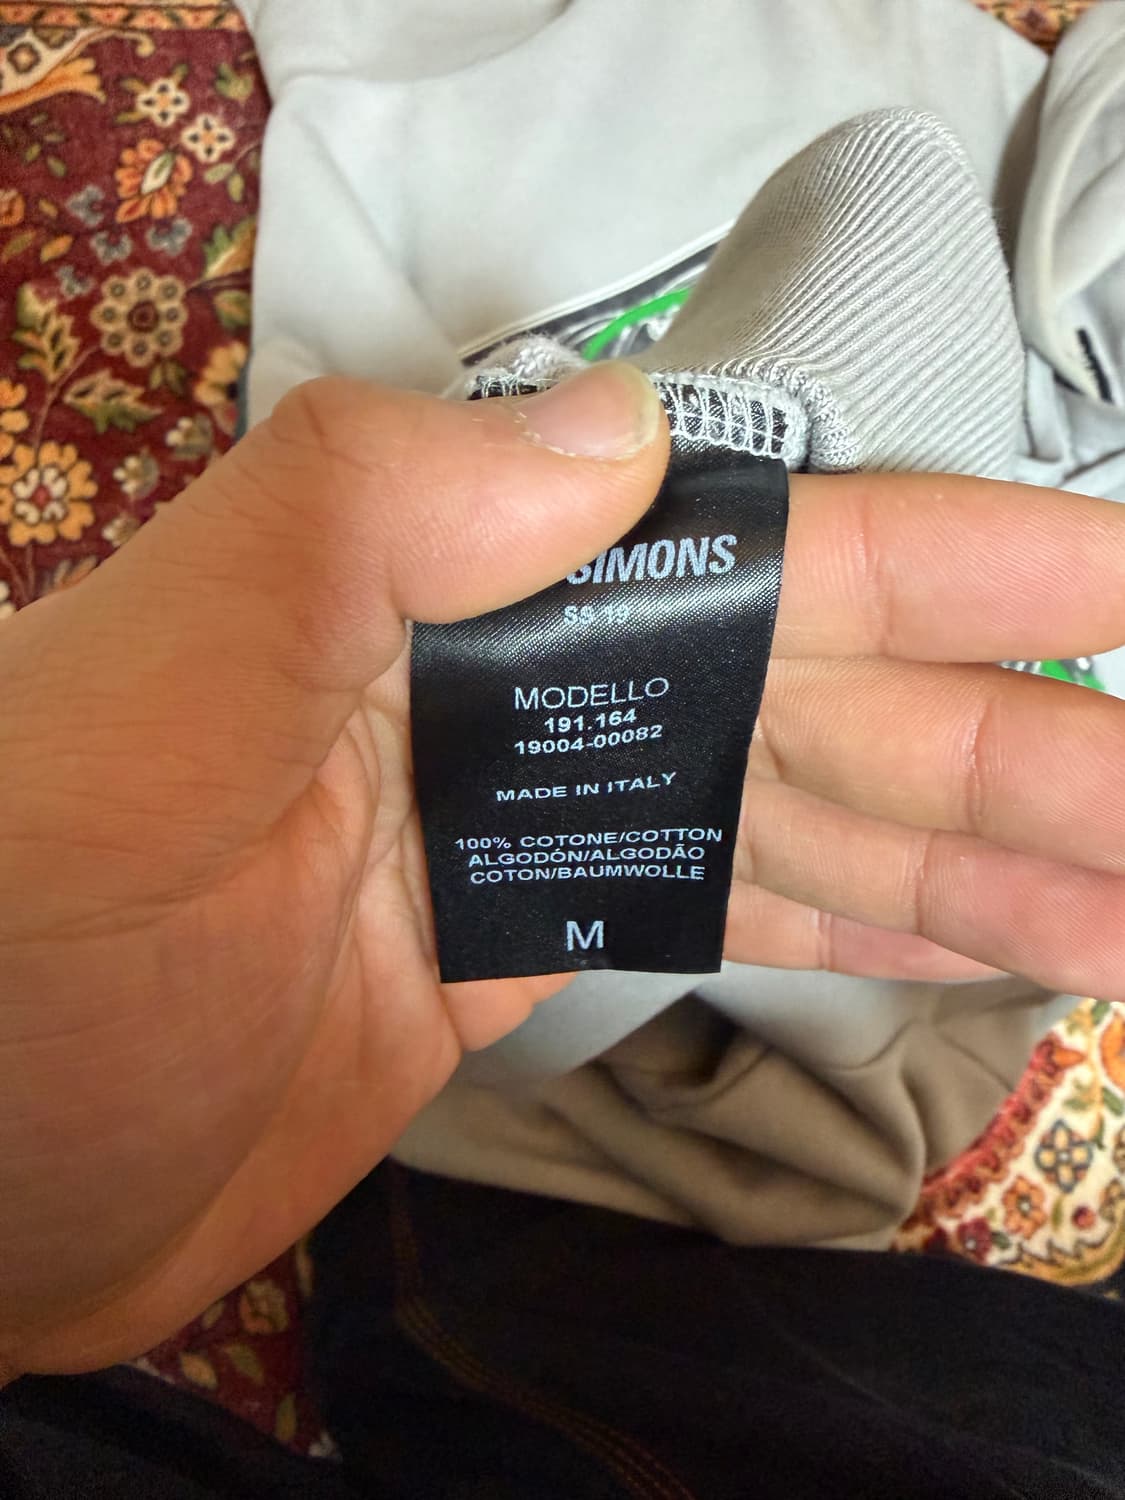 SIMONS
SS 19
MODELLO
191.164
19004-00082
MADE IN ITALY
100% COTONE/COTTON
ALGODÓN/ALGODÃO
COTON/BAUMWOLLE
M